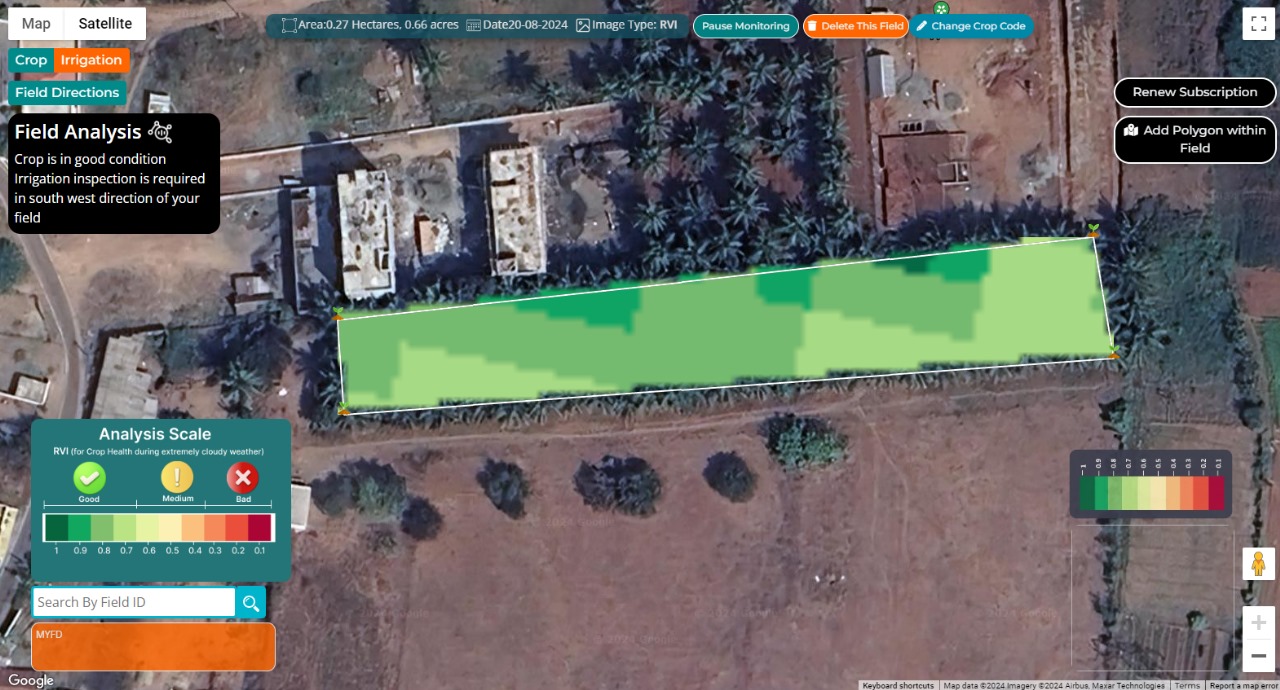 Map Satellite
Area:0.27 Hectares, 0.66 acres Date20-08-2024 Image Type: RVI
Pause Monitoring
Delete This Field
Change Crop Code
Crop Irrigation
Field Directions
Renew Subscription
Add Polygon within
Field
Field Analysis
Crop is in good condition
Irrigation inspection is required
in south west direction of your
field
Analysis Scale
RVI (for Crop Health during extremely cloudy weather)
Good Medium Bad
1 0.9 0.8 0.7 0.6 0.5 0.4 0.3 0.2 0.1
1 0.9 0.8 0.7 0.6 0.5 0.4 0.3 0.2 0.1
Search By Field ID
MYFD
Google
Keyboard shortcuts Map data ©2024 Imagery ©2024 Airbus, Maxar Technologies Terms Report a map error